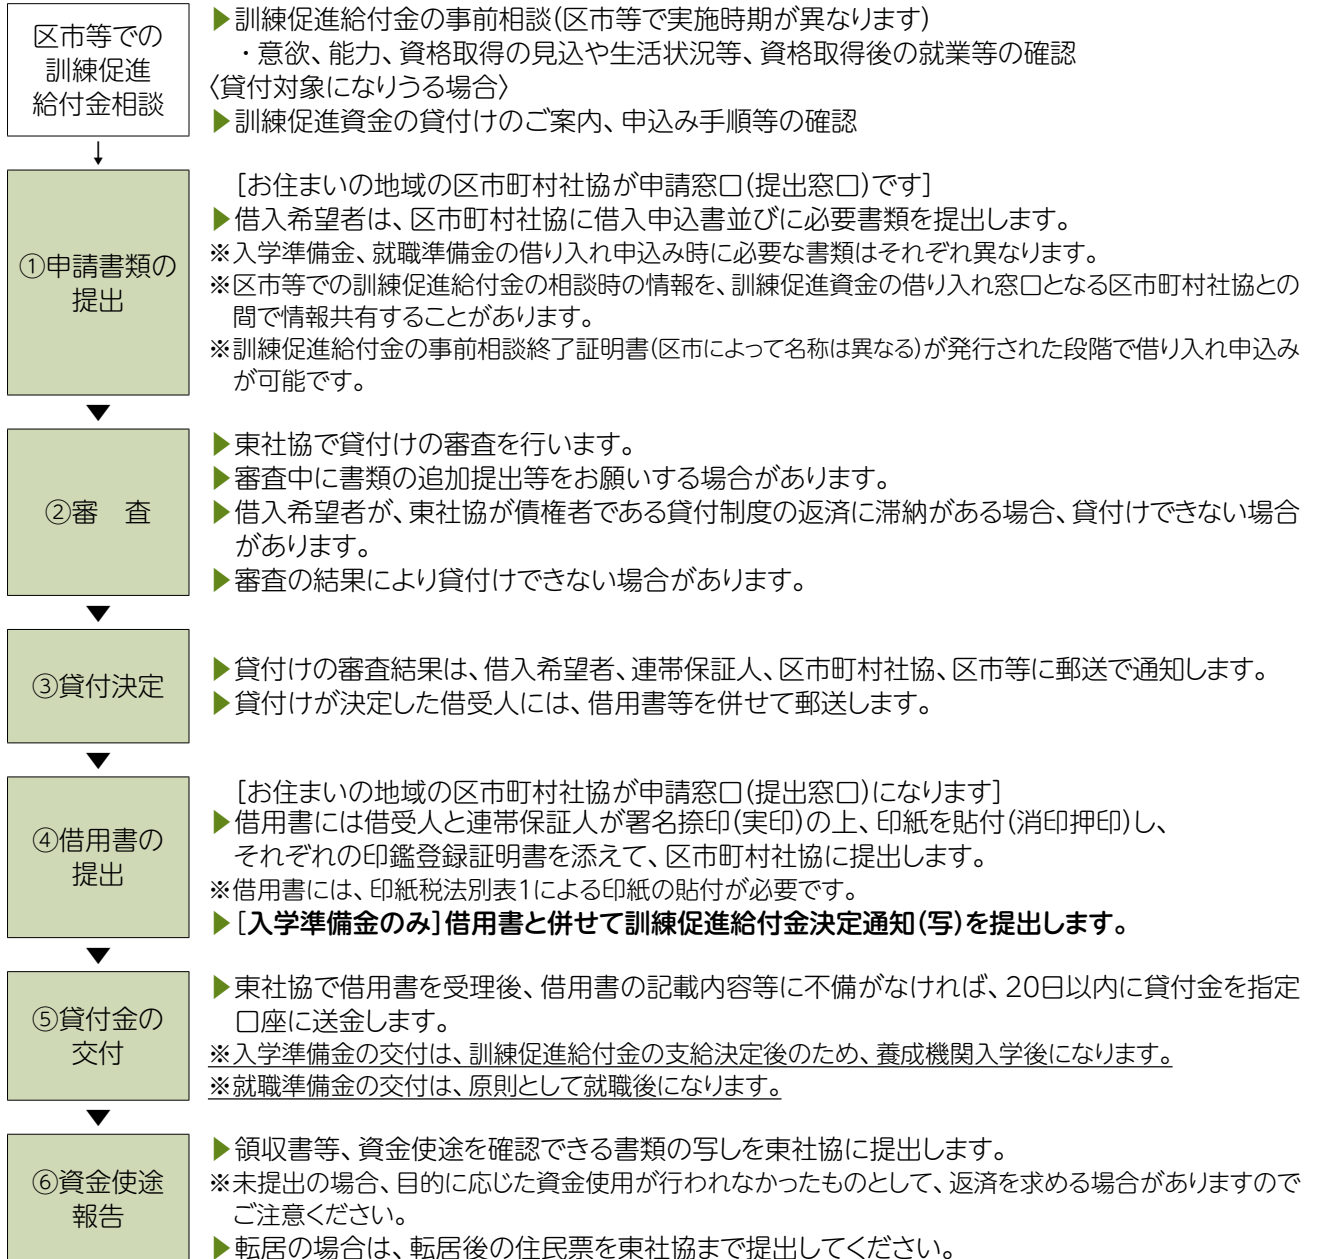 区市等での
訓練促進
給付金相談
▶訓練促進給付金の事前相談(区市等で実施時期が異なります)
・意欲、能力、資格取得の見込や生活状況等、資格取得後の就業等の確認
〈貸付対象になりうる場合〉
▶訓練促進資金の貸付けのご案内、申込み手順等の確認
↓
①申請書類の
提出
[お住まいの地域の区市町村社協が申請窓口(提出窓口)です]
▶借入希望者は、区市町村社協に借入申込書並びに必要書類を提出します。
※入学準備金、就職準備金の借り入れ申込み時に必要な書類はそれぞれ異なります。
※区市等での訓練促進給付金の相談時の情報を、訓練促進資金の借り入れ窓口となる区市町村社協との
間で情報共有することがあります。
※訓練促進給付金の事前相談終了証明書(区市によって名称は異なる)が発行された段階で借り入れ申込み
が可能です。
▼
②審　査
▶東社協で貸付けの審査を行います。
▶審査中に書類の追加提出等をお願いする場合があります。
▶借入希望者が、東社協が債権者である貸付制度の返済に滞納がある場合、貸付けできない場合
があります。
▶審査の結果により貸付けできない場合があります。
▼
③貸付決定
▶貸付けの審査結果は、借入希望者、連帯保証人、区市町村社協、区市等に郵送で通知します。
▶貸付けが決定した借受人には、借用書等を併せて郵送します。
▼
④借用書の
提出
[お住まいの地域の区市町村社協が申請窓口(提出窓口)になります]
▶借用書には借受人と連帯保証人が署名捺印(実印)の上、印紙を貼付(消印押印)し、
それぞれの印鑑登録証明書を添えて、区市町村社協に提出します。
※借用書には、印紙税法別表1による印紙の貼付が必要です。
▶[入学準備金のみ]借用書と併せて訓練促進給付金決定通知(写)を提出します。
▼
⑤貸付金の
交付
▶東社協で借用書を受理後、借用書の記載内容等に不備がなければ、20日以内に貸付金を指定
口座に送金します。
※入学準備金の交付は、訓練促進給付金の支給決定後のため、養成機関入学後になります。
※就職準備金の交付は、原則として就職後になります。
▼
⑥資金使途
報告
▶領収書等、資金使途を確認できる書類の写しを東社協に提出します。
※未提出の場合、目的に応じた資金使用が行われなかったものとして、返済を求める場合がありますので
ご注意ください。
▶転居の場合は、転居後の住民票を東社協まで提出してください。